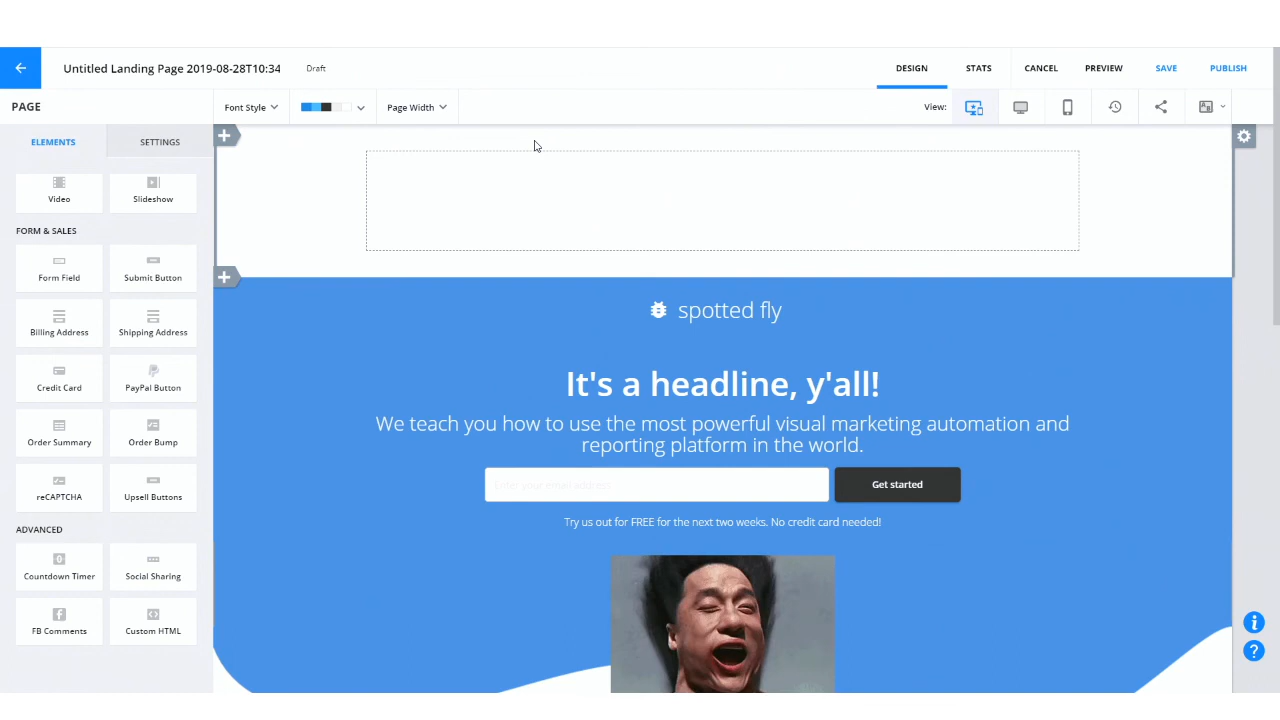 Untitled Landing Page 2019-08-28T10:34
Draft
DESIGN
STATS
CANCEL
PREVIEW
SAVE
PUBLISH
PAGE
Font Style
Page Width
View:
ELEMENTS
SETTINGS
Video
Slideshow
FORM & SALES
Form Field
Submit Button
Billing Address
Shipping Address
Credit Card
PayPal Button
Order Summary
Order Bump
reCAPTCHA
Upsell Buttons
ADVANCED
Countdown Timer
Social Sharing
FB Comments
Custom HTML
spotted fly
It's a headline, y'all!
We teach you how to use the most powerful visual marketing automation and
reporting platform in the world.
Enter your email address
Get started
Try us out for FREE for the next two weeks. No credit card needed!